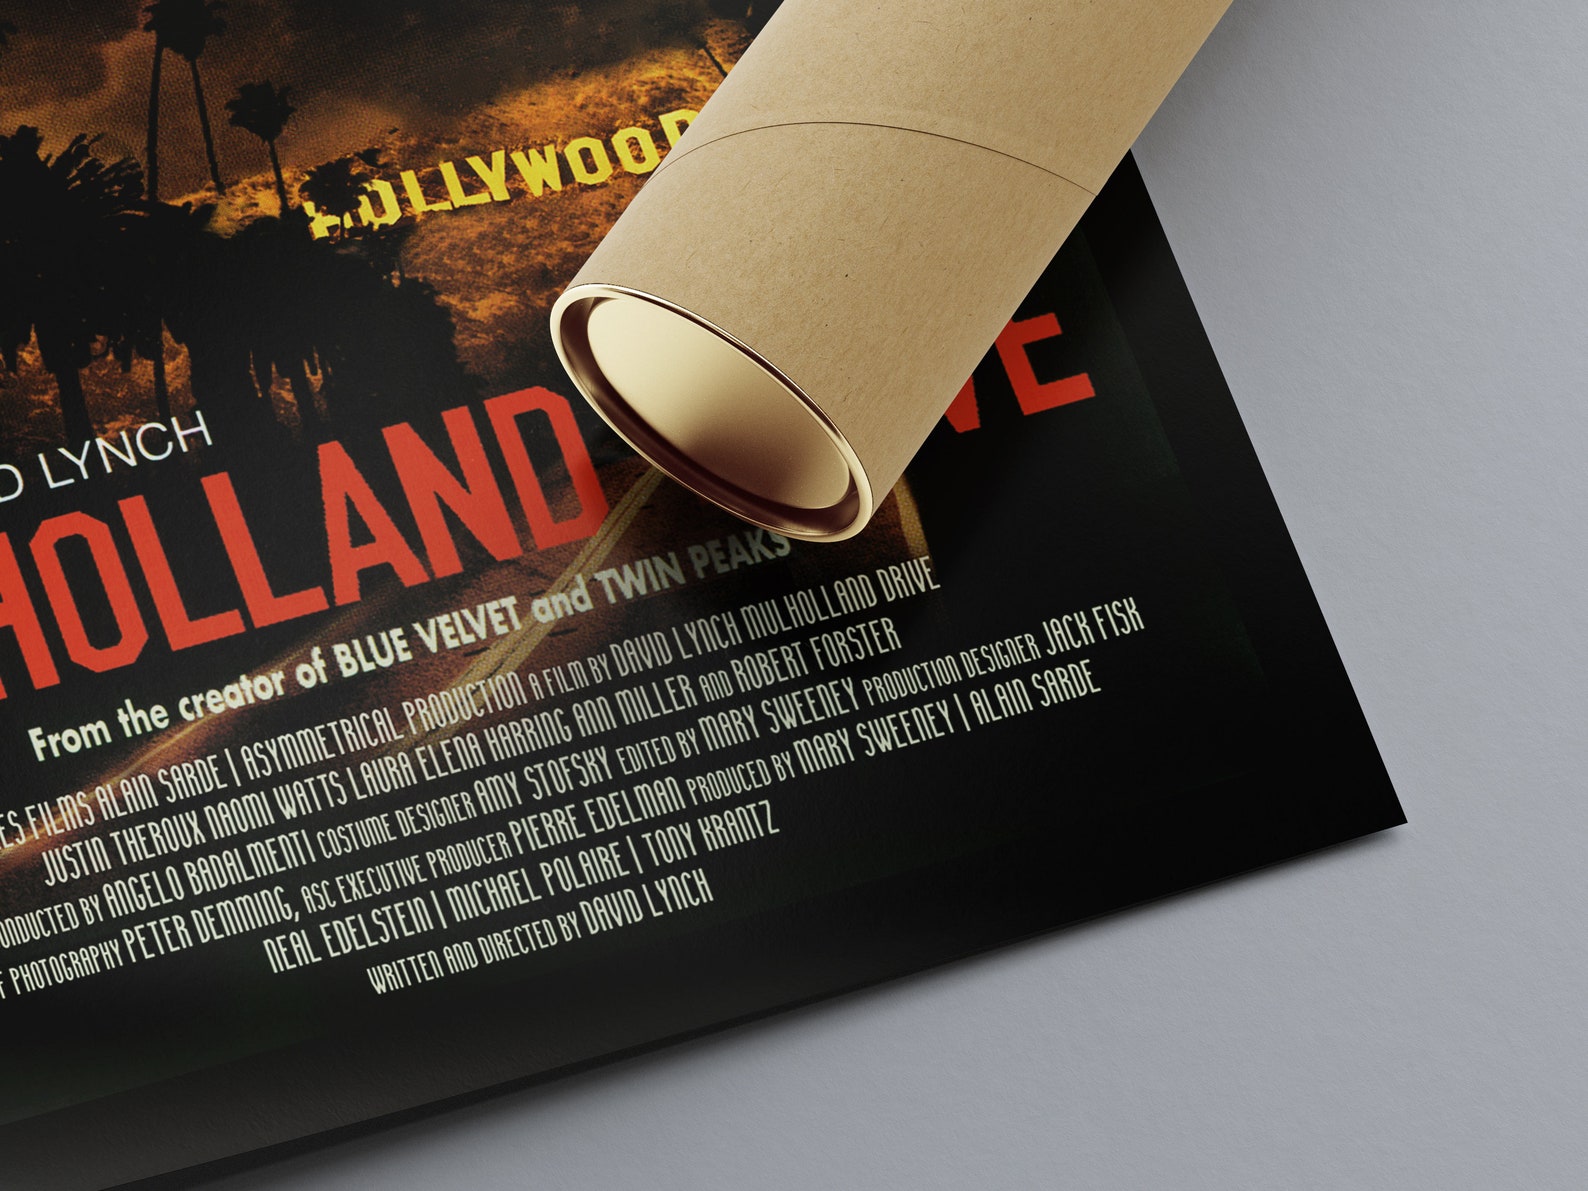 HOLLYWOOD
D LYNCH
HOLLAND VE
From the creator of BLUE VELVET and TWIN PEAKS
ES FILMS ALAIN SARDE | ASYMMETRICAL PRODUCTION A FILM BY DAVID LYNCH MULHOLLAND DRIVE
JUSTIN THEROUX NAOMI WATTS LAURA ELENA HARRING ANN MILLER AND ROBERT FORSTER
ONDUCTED BY ANGELO BADALMENTI COSTUME DESIGNER AMY STOFSKY EDITED BY MARY SWEENEY PRODUCTION DESIGNER JACK FISK
F PHOTOGRAPHY PETER DEMMING, ASC EXECUTIVE PRODUCER PIERRE EDELMAN PRODUCED BY MARY SWEENEY | ALAIN SARDE
NEAL EDELSTEIN | MICHAEL POLAIRE | TONY KRANTZ
WRITTEN AND DIRECTED BY DAVID LYNCH